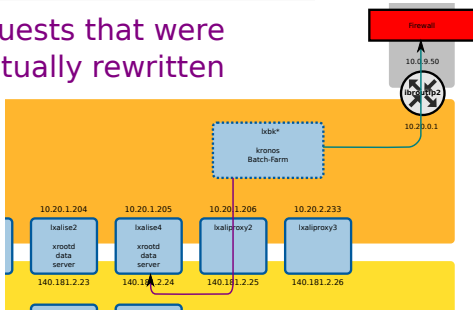 uests that were
tually rewritten
Firewall
10.0.9.50
ibroutip2
10.20.0.1
lxbk*
kronos
Batch-Farm
10.20.1.204 10.20.1.205 10.20.1.206 10.20.2.233
lxalise2 lxalise4 lxaliproxy2 lxaliproxy3
xrootd xrootd
data data
server server
140.181.2.23 140.181.2.24 140.181.2.25 140.181.2.26